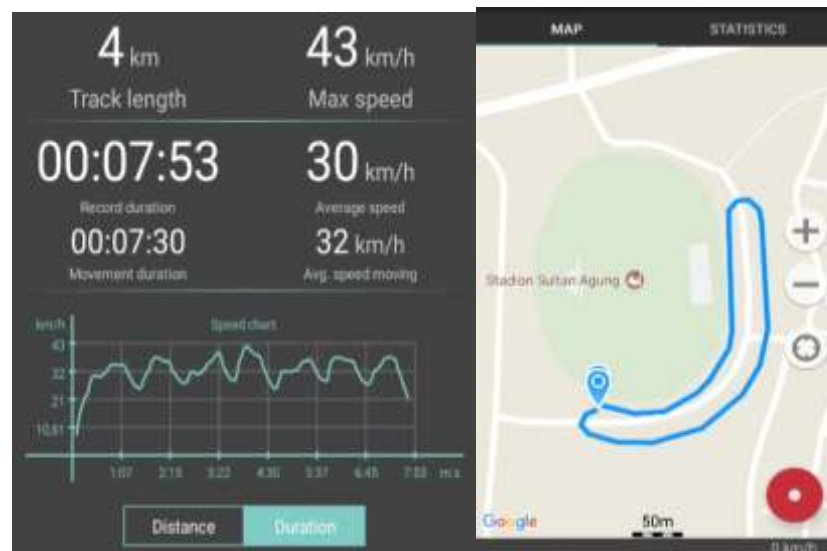 4 km
Track length
43 km/h
Max speed
00:07:53
Record duration
30 km/h
Average speed
00:07:30
Movement duration
32 km/h
Avg. speed moving
km/h
Speed chart
43
32
21
10,61
1:07
2:15
3:22
4:30
5:37
6:45
7:53
m:s
Distance
Duration
MAP
STATISTICS
Stadion Sultan Agung
Google
50m
0 km/h